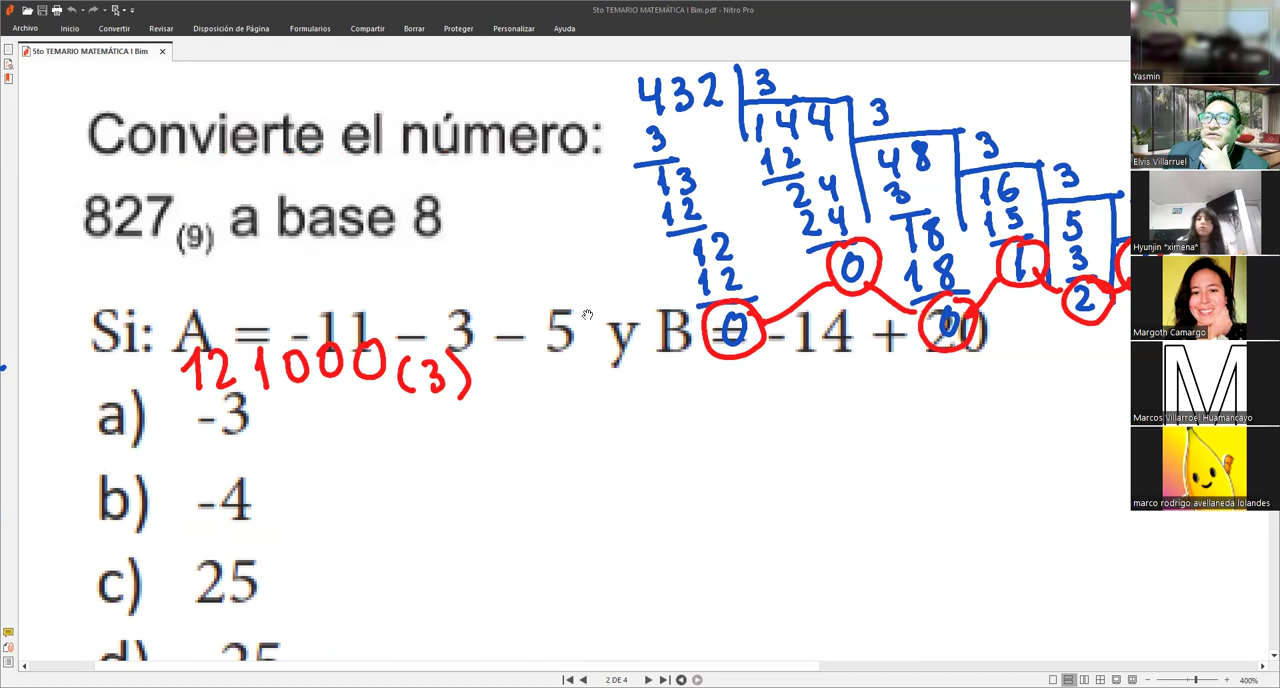 5to TEMARIO MATEMÁTICA I Bim.pdf - Nitro Pro
Archivo Inicio Convertir Revisar Disposición de Página Formularios Compartir Borrar Proteger Personalizar Ayuda
5to TEMARIO MATEMÁTICA I Bim
Convierte el número:
827(9) a base 8
432 3
3 144 3
13 12 48 3
12 24 3 16 3
12 24 18 15 5
12 0 18 1 3
0 0 2
Si: A = -11 – 3 – 5 y B = -14 + 20
121000(3)
a) -3
b) -4
c) 25
d) -25
2 DE 4
400%
Yasmin
Elvis Villarruel
Hyunjin *ximena*
Margoth Camargo
M
Marcos Villarroel Huamancayo
marco rodrigo avellaneda lolandes